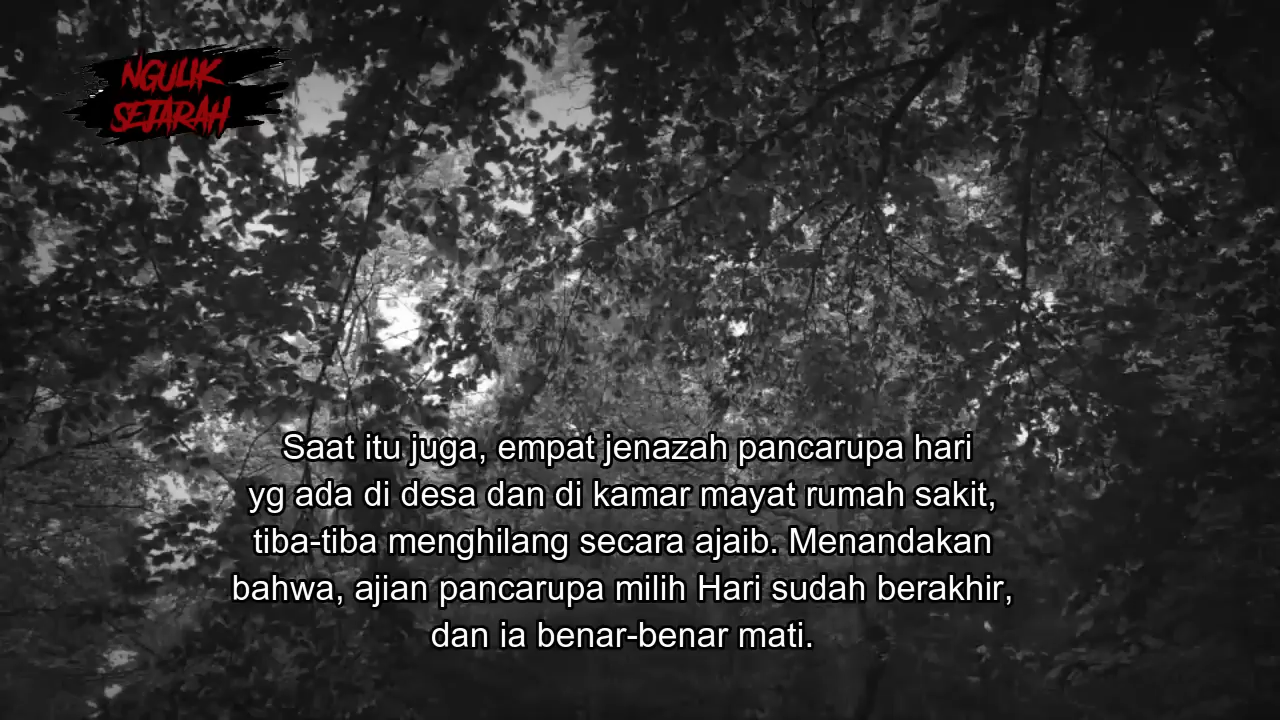 NGULIK
SEJARAH
Saat itu juga, empat jenazah pancarupa hari
yg ada di desa dan di kamar mayat rumah sakit,
tiba-tiba menghilang secara ajaib. Menandakan
bahwa, ajian pancarupa milih Hari sudah berakhir,
dan ia benar-benar mati.